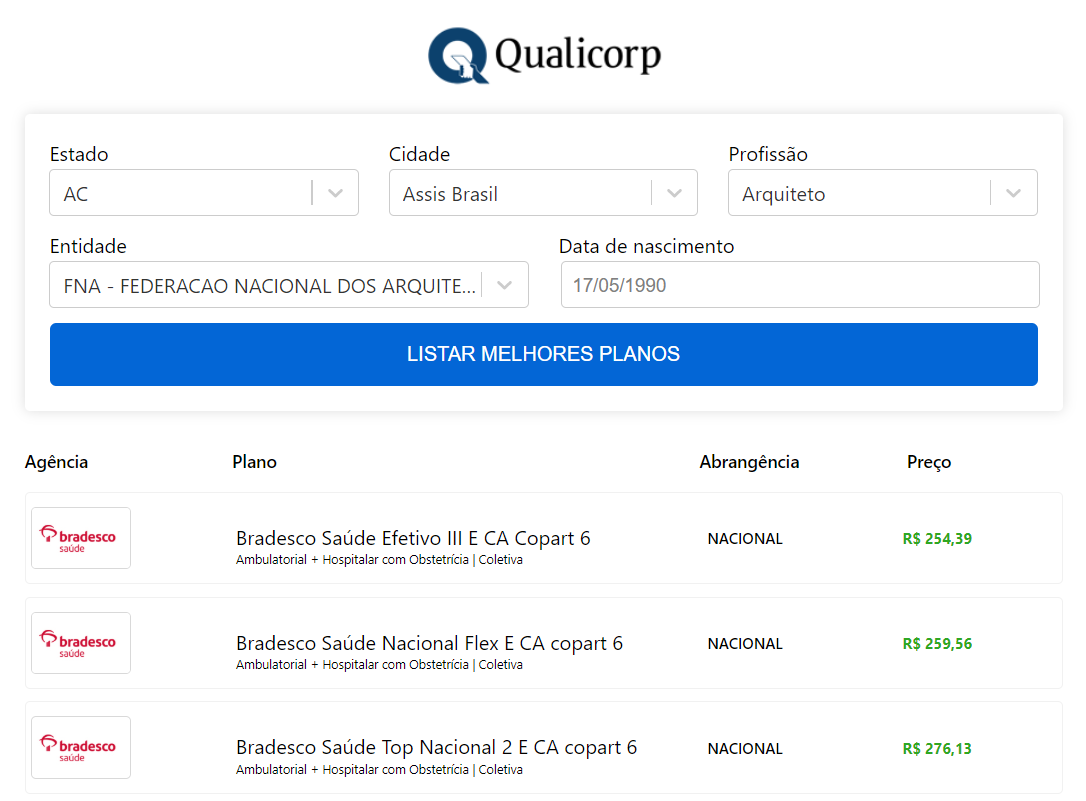 Qualicorp
Estado Cidade Profissão
AC Assis Brasil Arquiteto
Entidade Data de nascimento
FNA - FEDERACAO NACIONAL DOS ARQUITE... 17/05/1990
LISTAR MELHORES PLANOS
Agência Plano Abrangência Preço
bradesco
saúde
Bradesco Saúde Efetivo III E CA Copart 6
Ambulatorial + Hospitalar com Obstetrícia | Coletiva
NACIONAL
R$ 254,39
bradesco
saúde
Bradesco Saúde Nacional Flex E CA copart 6
Ambulatorial + Hospitalar com Obstetrícia | Coletiva
NACIONAL
R$ 259,56
bradesco
saúde
Bradesco Saúde Top Nacional 2 E CA copart 6
Ambulatorial + Hospitalar com Obstetrícia | Coletiva
NACIONAL
R$ 276,13